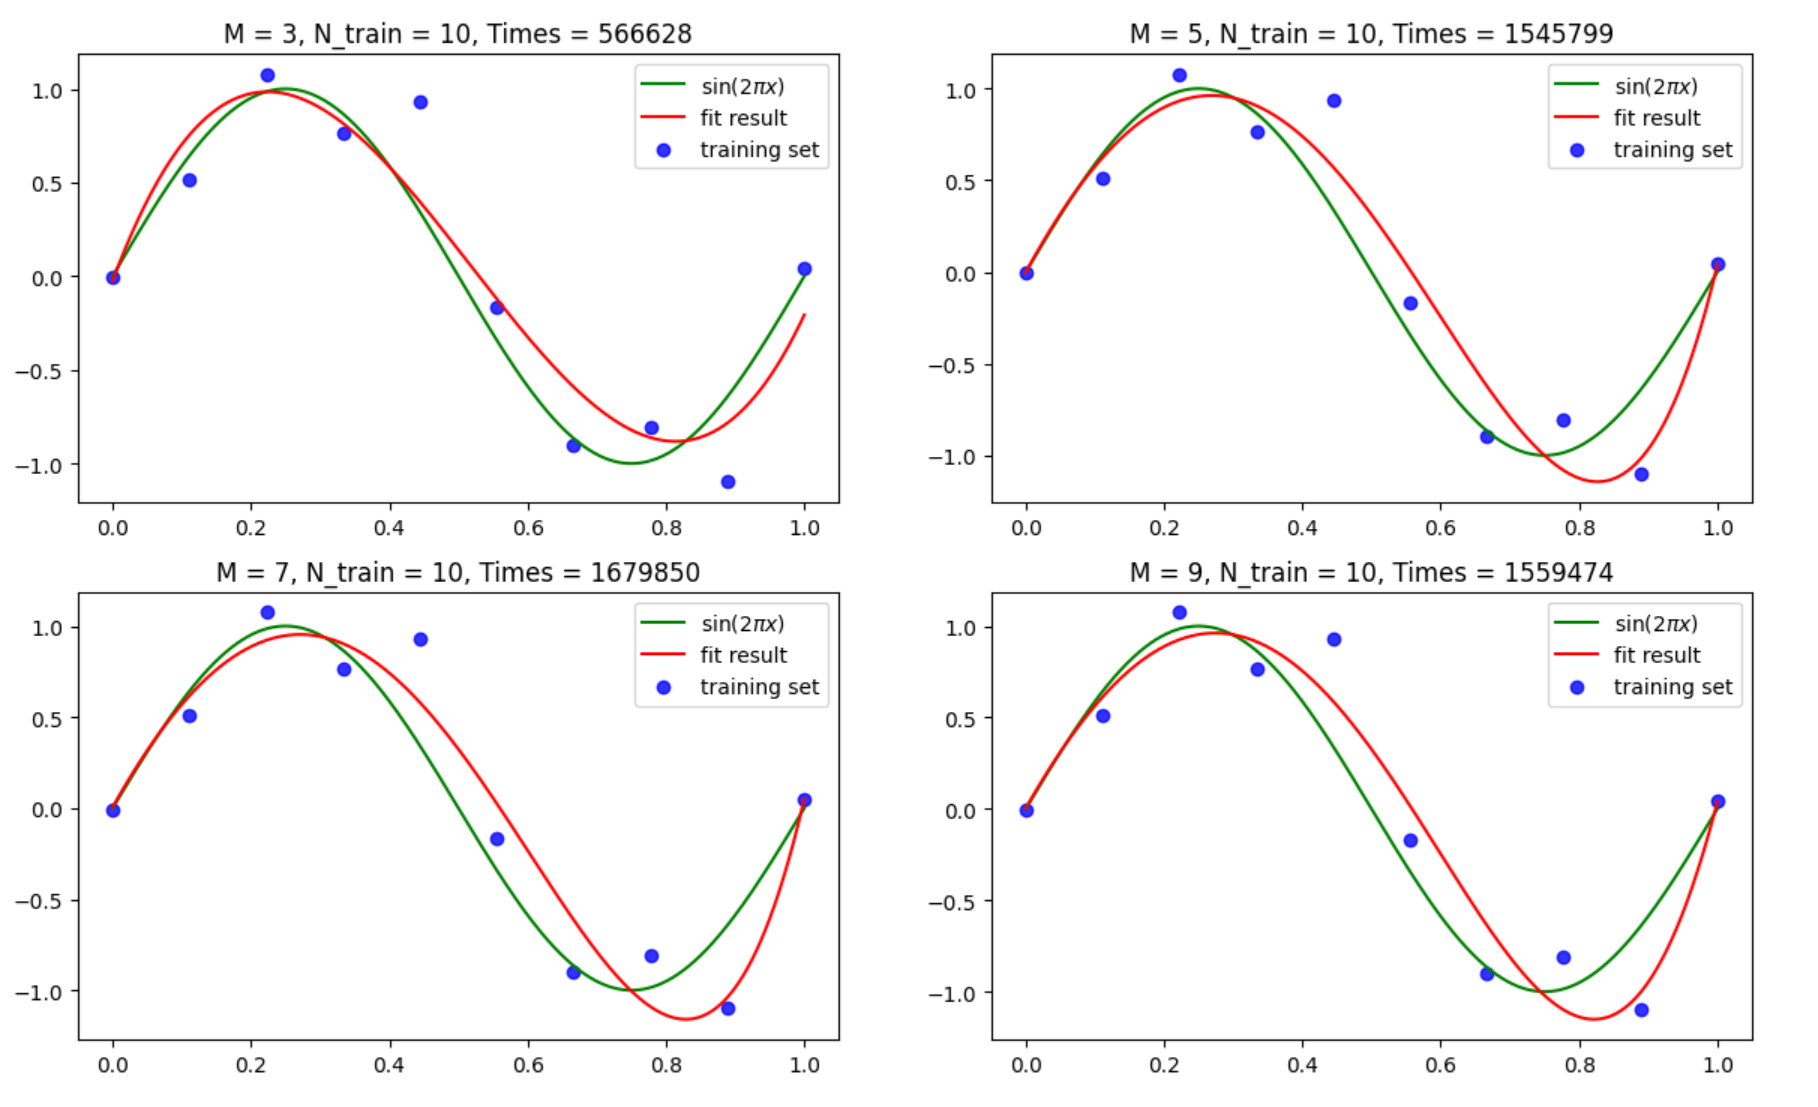 M = 3, N_train = 10, Times = 566628
sin(2πx)
fit result
training set
1.0
0.5
0.0
−0.5
−1.0
0.0 0.2 0.4 0.6 0.8 1.0
M = 5, N_train = 10, Times = 1545799
sin(2πx)
fit result
training set
1.0
0.5
0.0
−0.5
−1.0
0.0 0.2 0.4 0.6 0.8 1.0
M = 7, N_train = 10, Times = 1679850
sin(2πx)
fit result
training set
1.0
0.5
0.0
−0.5
−1.0
0.0 0.2 0.4 0.6 0.8 1.0
M = 9, N_train = 10, Times = 1559474
sin(2πx)
fit result
training set
1.0
0.5
0.0
−0.5
−1.0
0.0 0.2 0.4 0.6 0.8 1.0